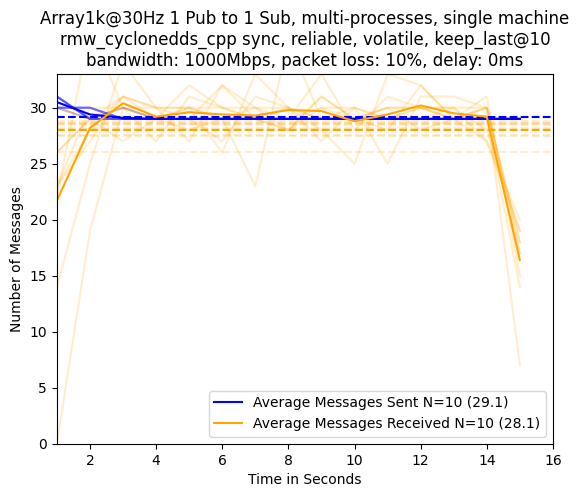 Array1k@30Hz 1 Pub to 1 Sub, multi-processes, single machine
rmw_cyclonedds_cpp sync, reliable, volatile, keep_last@10
bandwidth: 1000Mbps, packet loss: 10%, delay: 0ms
Number of Messages
30
25
20
15
10
5
0
Average Messages Sent N=10 (29.1)
Average Messages Received N=10 (28.1)
2 4 6 8 10 12 14 16
Time in Seconds